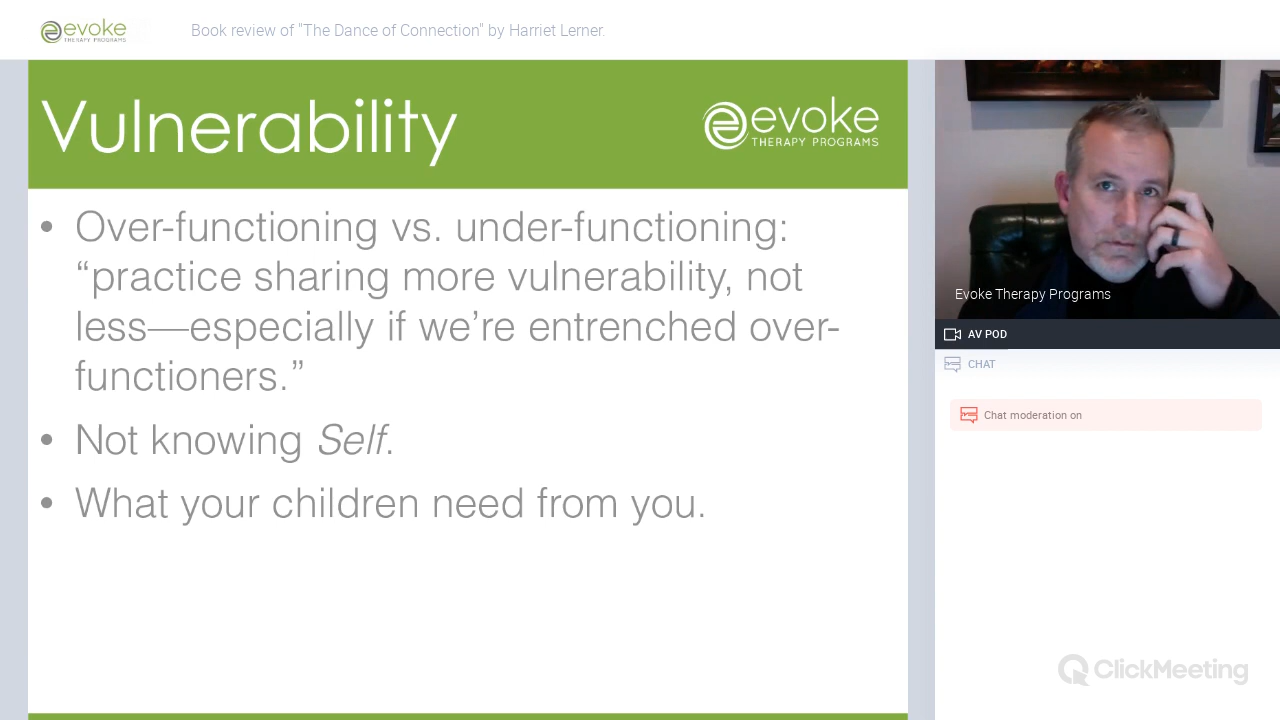 evoke
THERAPY PROGRAMS
Book review of "The Dance of Connection" by Harriet Lerner.
Vulnerability
evoke
THERAPY PROGRAMS
• Over-functioning vs. under-functioning:
“practice sharing more vulnerability, not
less—especially if we’re entrenched over-
functioners.”
• Not knowing Self.
• What your children need from you.
Evoke Therapy Programs
AV POD
CHAT
Chat moderation on
ClickMeeting